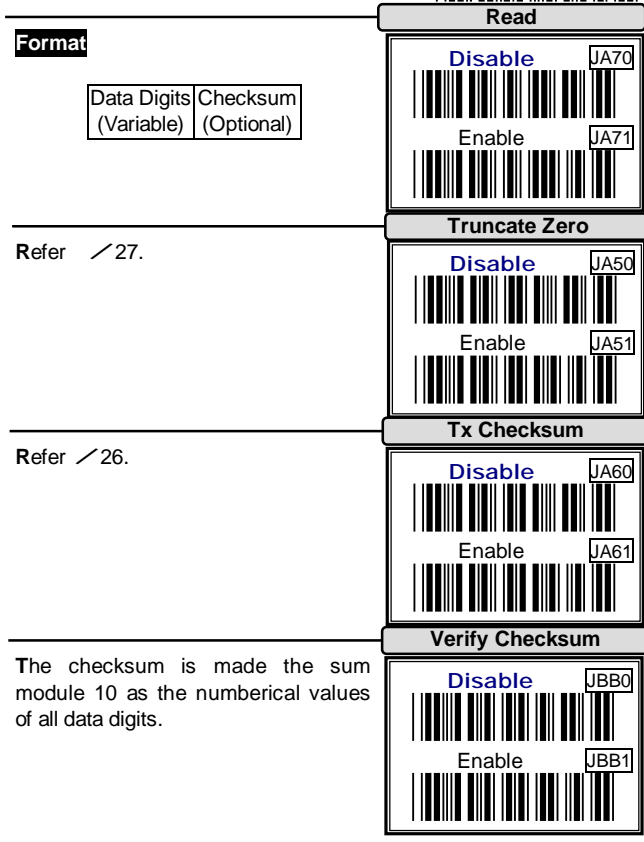 Read
Format
Data Digits Checksum
(Variable) (Optional)
Disable JA70
Enable JA71
Truncate Zero
Refer ∕27.
Disable JA50
Enable JA51
Tx Checksum
Refer ∕26.
Disable JA60
Enable JA61
Verify Checksum
The checksum is made the sum
module 10 as the numberical values
of all data digits.
Disable JBB0
Enable JBB1